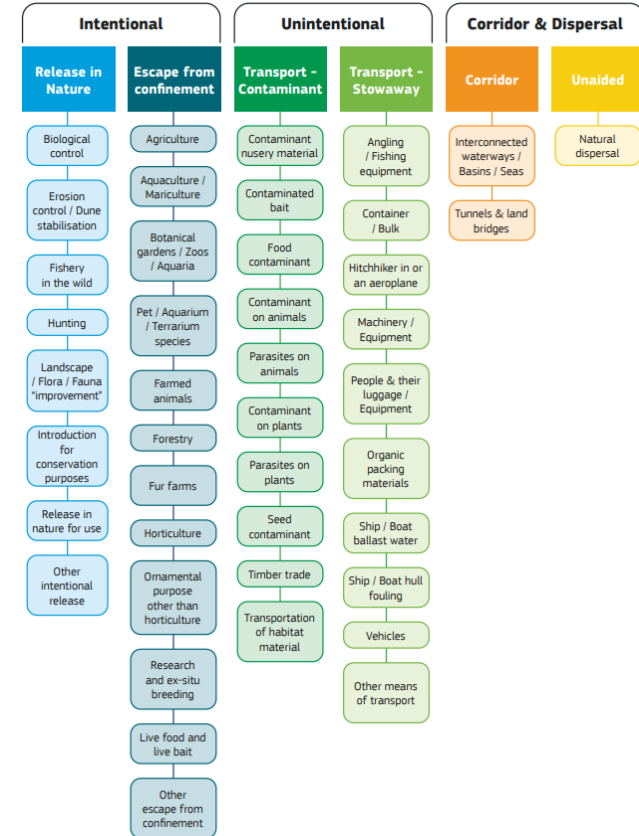 Intentional
Unintentional
Corridor & Dispersal
Release in
Nature
Escape from
confinement
Transport -
Contaminant
Transport -
Stowaway
Corridor
Unaided
Biological
control
Erosion
control / Dune
stabilisation
Fishery
in the wild
Hunting
Landscape
/ Flora / Fauna
"improvement"
Introduction
for
conservation
purposes
Release in
nature for use
Other
intentional
release
Agriculture
Aquaculture /
Mariculture
Botanical
gardens / Zoos
/ Aquaria
Pet / Aquarium
/ Terrarium
species
Farmed
animals
Forestry
Fur farms
Horticulture
Ornamental
purpose
other than
horticulture
Research
and ex-situ
breeding
Live food and
live bait
Other
escape from
confinement
Contaminant
nusery material
Contaminated
bait
Food
contaminant
Contaminant
on animals
Parasites on
animals
Contaminant
on plants
Parasites on
plants
Seed
contaminant
Timber trade
Transportation
of habitat
material
Angling
/ Fishing
equipment
Container
/ Bulk
Hitchhiker in or
an aeroplane
Machinery /
Equipment
People & their
luggage /
Equipment
Organic
packing
materials
Ship / Boat
ballast water
Ship / Boat hull
fouling
Vehicles
Other means
of transport
Interconnected
waterways /
Basins / Seas
Tunnels & land
bridges
Natural
dispersal